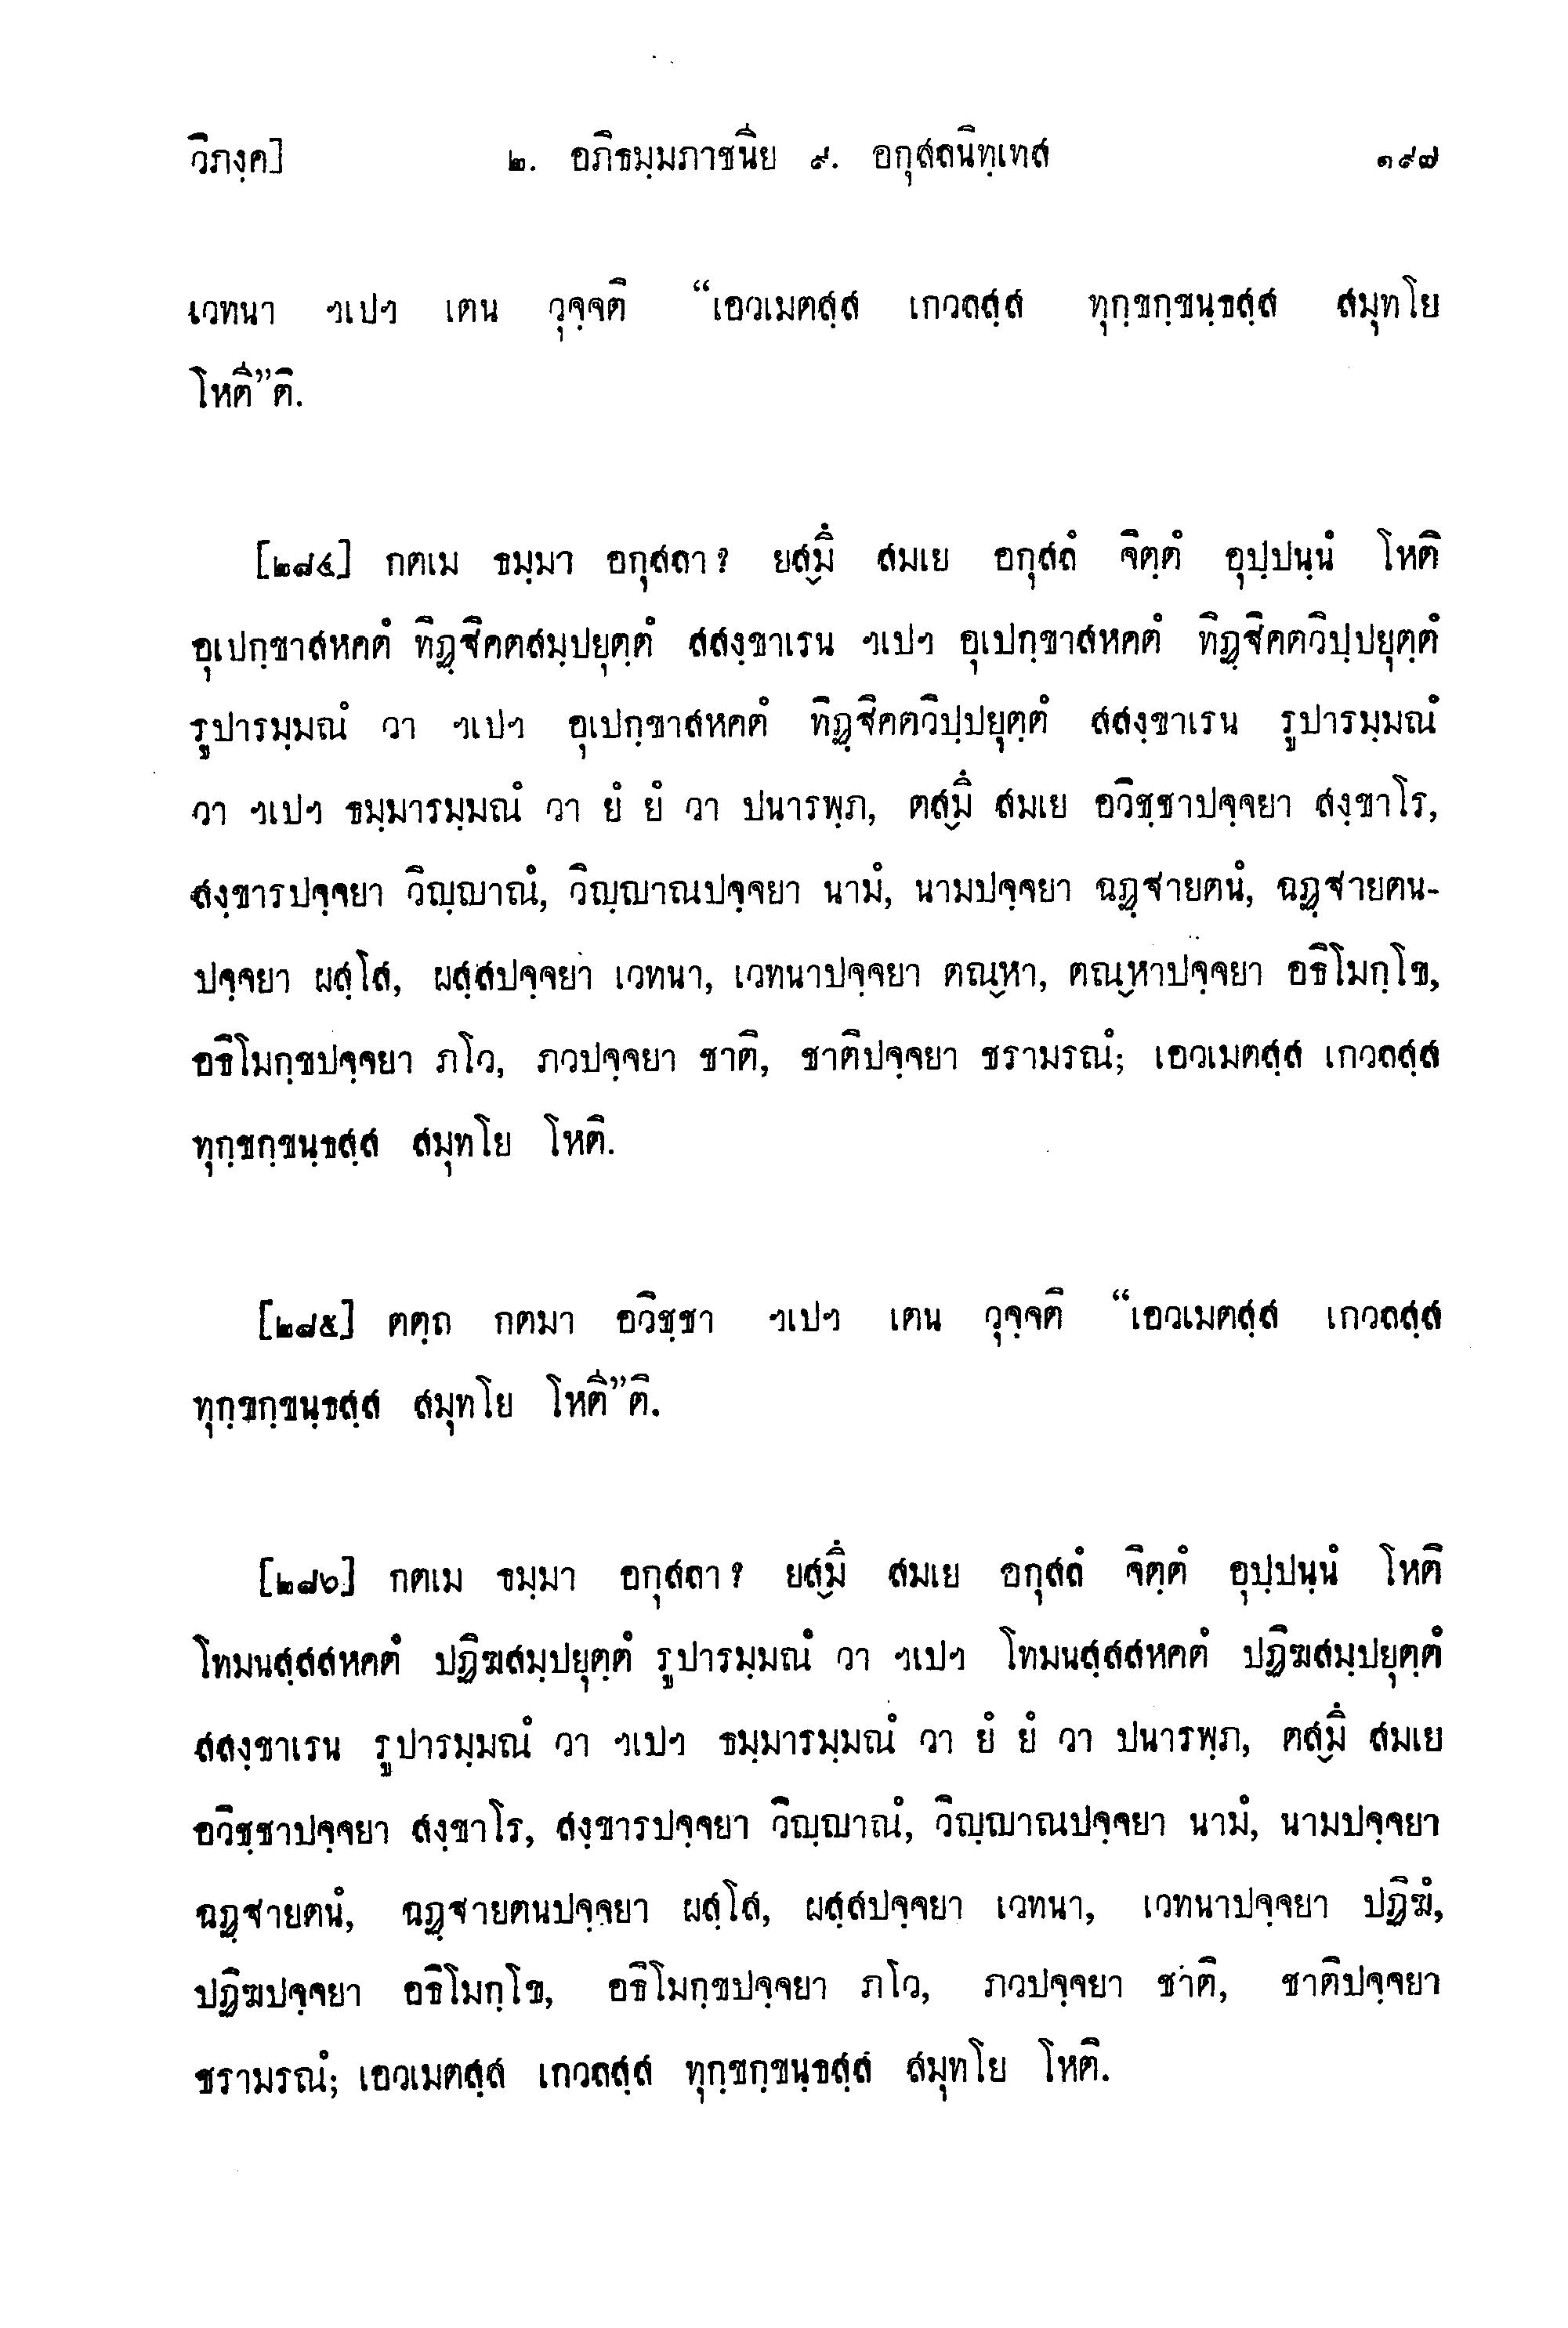 วิภงฺค] ๒. อภิธมฺมภาชนีย ๙. อกุสลนิทฺเทส ๑๙๗
เวทนา ฯเปฯ เตน วุจฺจติ “เอวเมตสฺส เกวลสฺส ทุกฺขกฺขนฺธสฺส สมุทโย
โหตี”ติ.
[๒๘๔] กตเม ธมฺมา อกุสลา? ยสฺมึ สมเย อกุสลํ จิตฺตํ อุปฺปนฺนํ โหติ
อุเปกฺขาสหคตํ ทิฏฺฐิคตสมฺปยุตฺตํ สสงฺขาเรน ฯเปฯ อุเปกฺขาสหคตํ ทิฏฺฐิคตวิปฺปยุตฺตํ
รูปารมฺมณํ วา ฯเปฯ อุเปกฺขาสหคตํ ทิฏฺฐิคตวิปฺปยุตฺตํ สสงฺขาเรน รูปารมฺมณํ
วา ฯเปฯ ธมฺมารมฺมณํ วา ยํ ยํ วา ปนารพฺภ, ตสฺมึ สมเย อวิชฺชาปจฺจยา สงฺขาโร,
สงฺขารปจฺจยา วิญฺญาณํ, วิญฺญาณปจฺจยา นามํ, นามปจฺจยา ฉฏฺฐายตนํ, ฉฏฺฐายตน-
ปจฺจยา ผสฺโส, ผสฺสปจฺจยา เวทนา, เวทนาปจฺจยา ตณฺหา, ตณฺหาปจฺจยา อธิโมกฺโข,
อธิโมกฺขปจฺจยา ภโว, ภวปจฺจยา ชาติ, ชาติปจฺจยา ชรามรณํ; เอวเมตสฺส เกวลสฺส
ทุกฺขกฺขนฺธสฺส สมุทโย โหติ.
[๒๘๕] ตตฺถ กตมา อวิชฺชา ฯเปฯ เตน วุจฺจติ “เอวเมตสฺส เกวลสฺส
ทุกฺขกฺขนฺธสฺส สมุทโย โหตี”ติ.
[๒๘๖] กตเม ธมฺมา อกุสลา? ยสฺมึ สมเย อกุสลํ จิตฺตํ อุปฺปนฺนํ โหติ
โทมนสฺสสหคตํ ปฏิฆสมฺปยุตฺตํ รูปารมฺมณํ วา ฯเปฯ โทมนสฺสสหคตํ ปฏิฆสมฺปยุตฺตํ
สสงฺขาเรน รูปารมฺมณํ วา ฯเปฯ ธมฺมารมฺมณํ วา ยํ ยํ วา ปนารพฺภ, ตสฺมึ สมเย
อวิชฺชาปจฺจยา สงฺขาโร, สงฺขารปจฺจยา วิญฺญาณํ, วิญฺญาณปจฺจยา นามํ, นามปจฺจยา
ฉฏฺฐายตนํ, ฉฏฺฐายตนปจฺจยา ผสฺโส, ผสฺสปจฺจยา เวทนา, เวทนาปจฺจยา ปฏิฆํ,
ปฏิฆปจฺจยา อธิโมกฺโข, อธิโมกฺขปจฺจยา ภโว, ภวปจฺจยา ชาติ, ชาติปจฺจยา
ชรามรณํ; เอวเมตสฺส เกวลสฺส ทุกฺขกฺขนฺธสฺส สมุทโย โหติ.